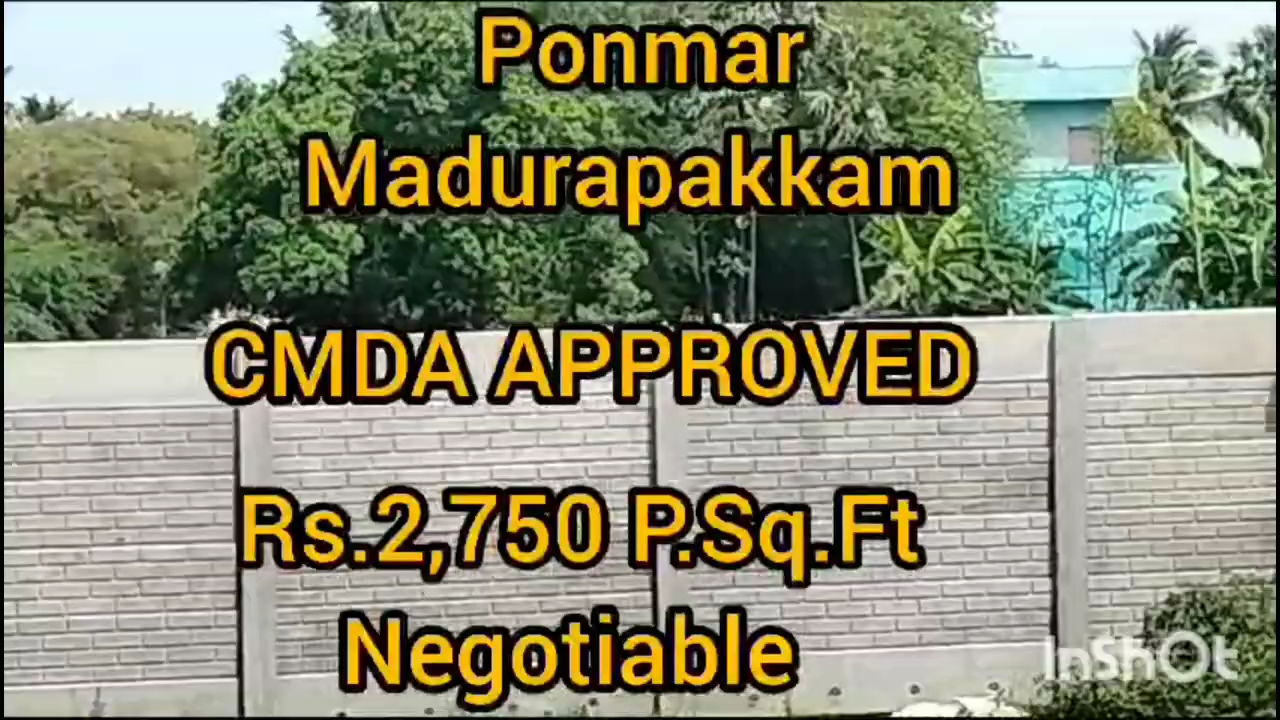 Ponmar
Madurapakkam
CMDA APPROVED
Rs.2,750 P.Sq.Ft
Negotiable
InShOt